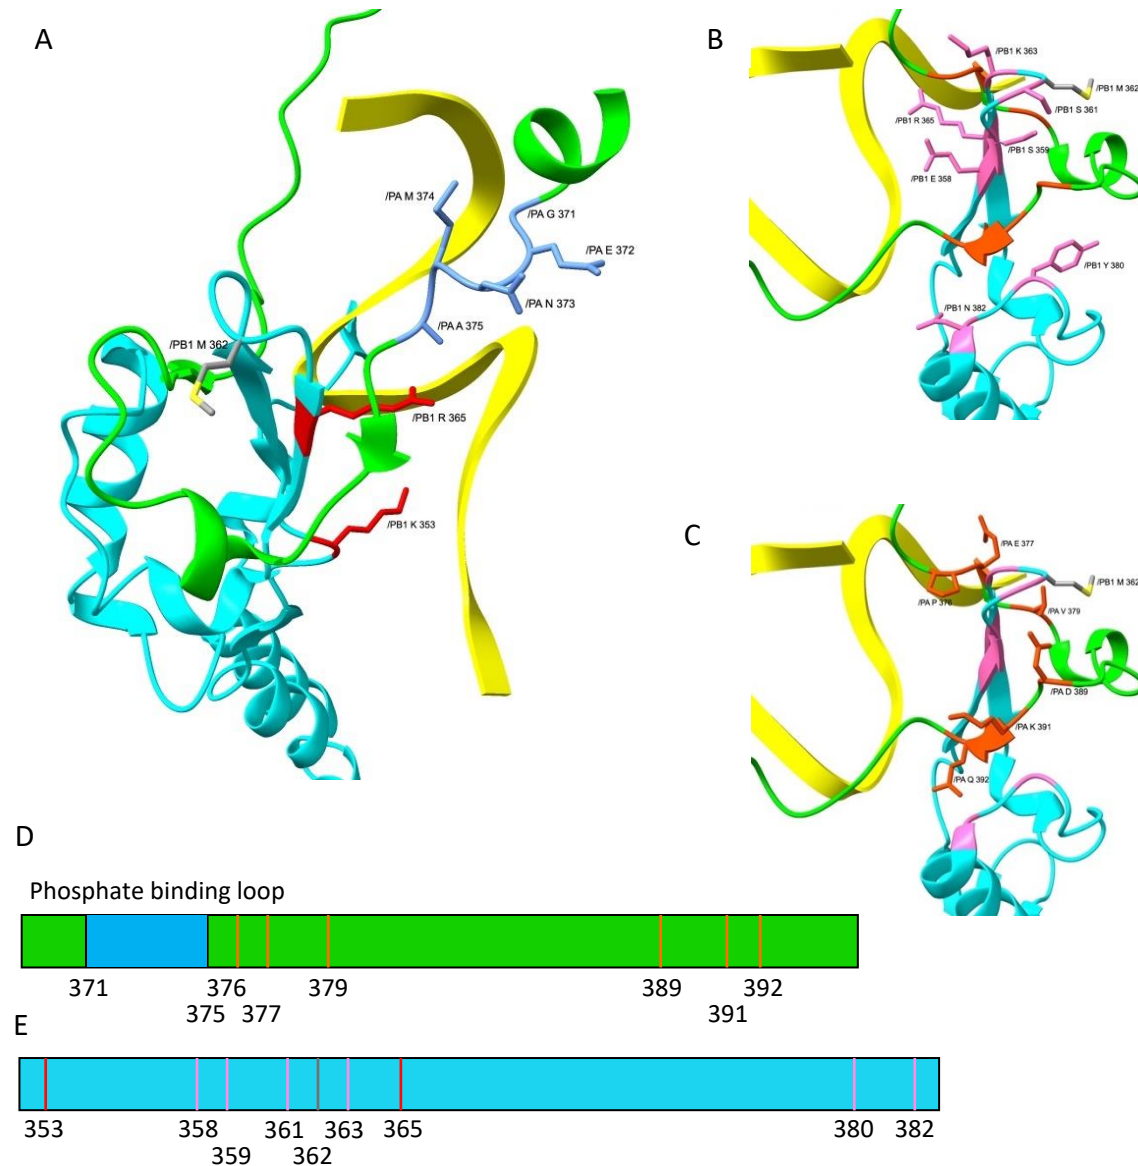 A
/PA M 374
/PA G 371
/PA E 372
/PA N 373
/PA A 375
/PB1 M 362
/PB1 R 365
/PB1 K 353
B
/PB1 K 363
/PB1 M 362
/PB1 S 361
/PB1 R 365
/PB1 S 359
/PB1 E 358
/PB1 Y 380
/PB1 N 382
C
/PA E 377
/PB1 M 362
/PA P 376
/PA V 379
/PA D 389
/PA K 391
/PA Q 392
D
Phosphate binding loop
371 376 379 389 392
375 377 391
E
353 358 361 363 365 380 382
359 362